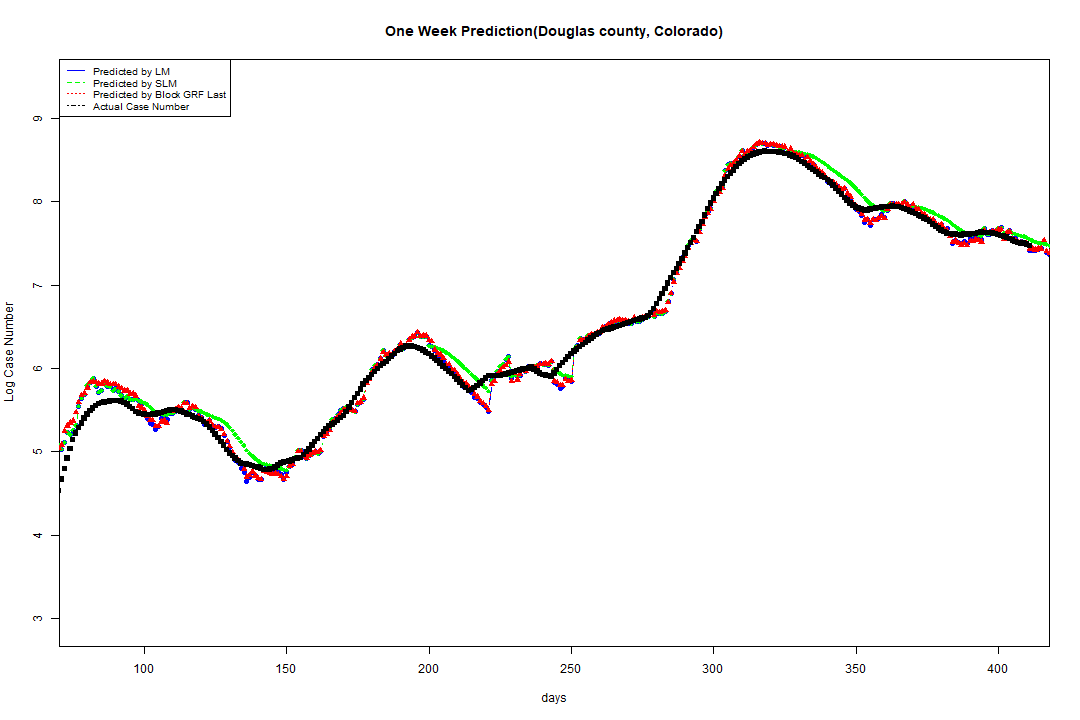 One Week Prediction(Douglas county, Colorado)
Predicted by LM
Predicted by SLM
Predicted by Block GRF Last
Actual Case Number
9
8
7
6
5
4
3
Log Case Number
100 150 200 250 300 350 400
days